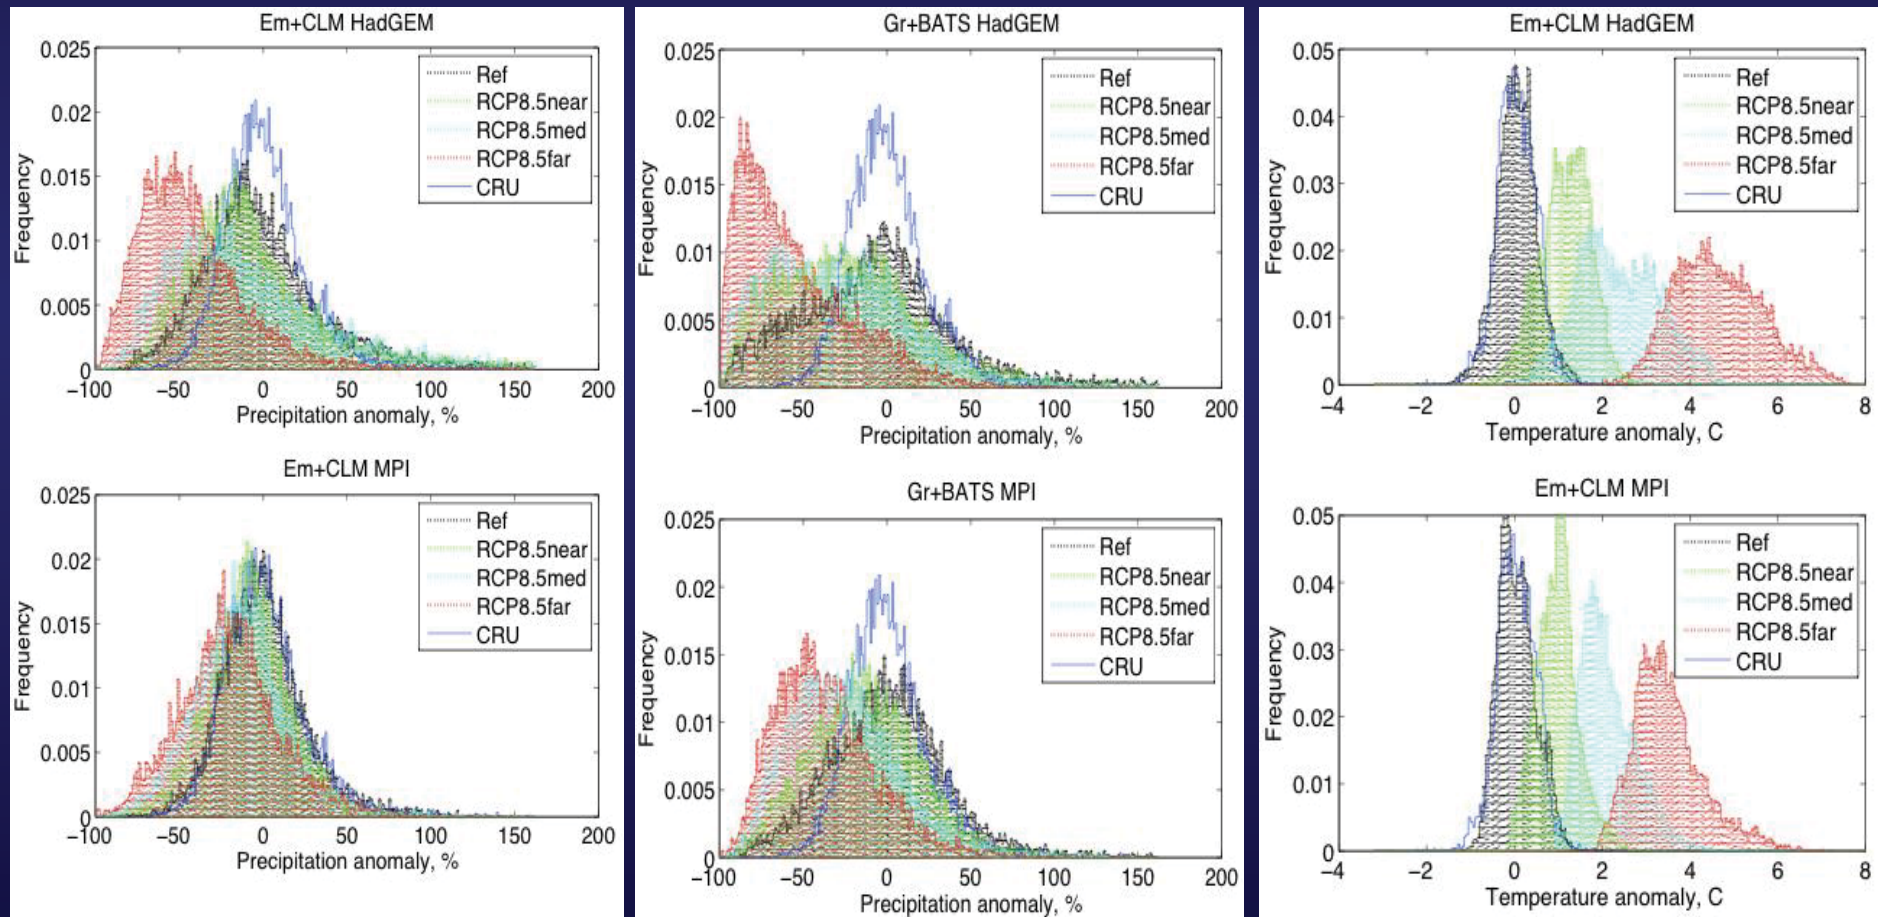 Em+CLM HadGEM
0.025
0.02
0.015
0.01
0.005
0
Frequency
Ref
RCP8.5near
RCP8.5med
RCP8.5far
CRU
−100 −50 0 50 100 150 200
Precipitation anomaly, %
Gr+BATS HadGEM
0.025
0.02
0.015
0.01
0.005
0
Frequency
Ref
RCP8.5near
RCP8.5med
RCP8.5far
CRU
−100 −50 0 50 100 150 200
Precipitation anomaly, %
Em+CLM HadGEM
0.05
0.04
0.03
0.02
0.01
0
Frequency
Ref
RCP8.5near
RCP8.5med
RCP8.5far
CRU
−4 −2 0 2 4 6 8
Temperature anomaly, C
Em+CLM MPI
0.025
0.02
0.015
0.01
0.005
0
Frequency
Ref
RCP8.5near
RCP8.5med
RCP8.5far
CRU
−100 −50 0 50 100 150 200
Precipitation anomaly, %
Gr+BATS MPI
0.025
0.02
0.015
0.01
0.005
0
Frequency
Ref
RCP8.5near
RCP8.5med
RCP8.5far
CRU
−100 −50 0 50 100 150 200
Precipitation anomaly, %
Em+CLM MPI
0.05
0.04
0.03
0.02
0.01
0
Frequency
Ref
RCP8.5near
RCP8.5med
RCP8.5far
CRU
−4 −2 0 2 4 6 8
Temperature anomaly, C